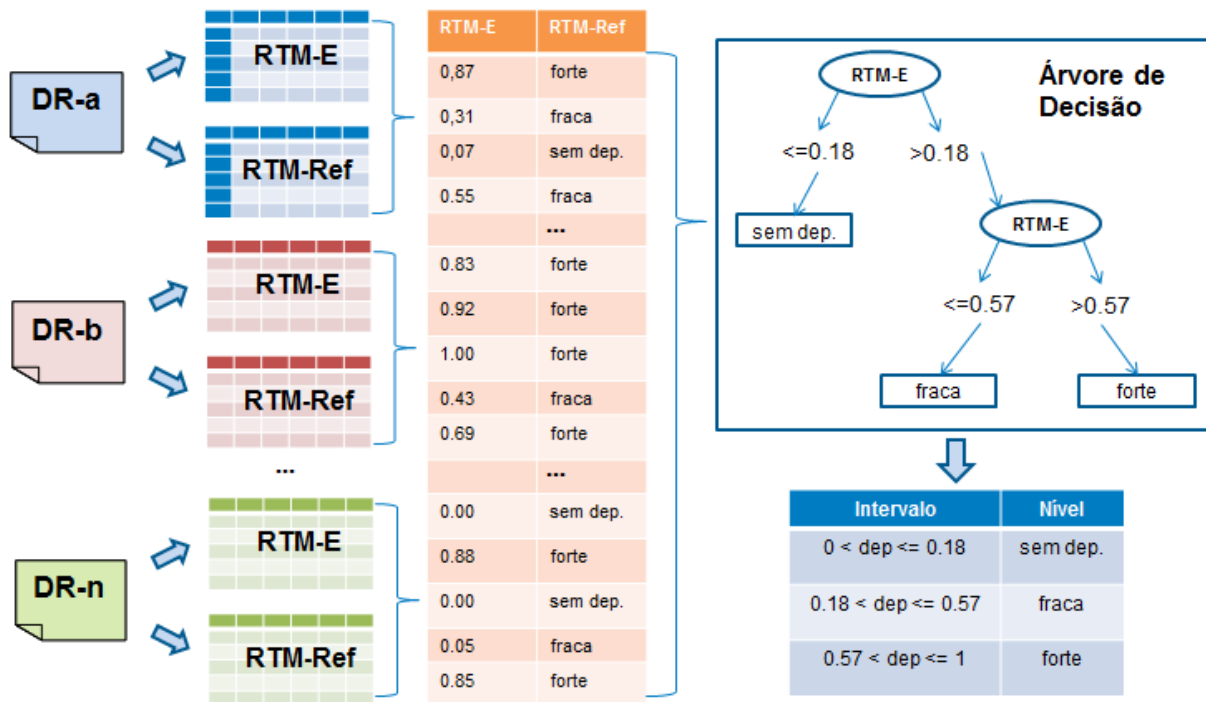 DR-a
RTM-E
RTM-Ref
DR-b
RTM-E
RTM-Ref
...
DR-n
RTM-E
RTM-Ref
RTM-E RTM-Ref
0,87 forte
0,31 fraca
0,07 sem dep.
0.55 fraca
...
0.83 forte
0.92 forte
1.00 forte
0.43 fraca
0.69 forte
...
0.00 sem dep.
0.88 forte
0.00 sem dep.
0.05 fraca
0.85 forte
Árvore de
Decisão
RTM-E
<=0.18 >0.18
sem dep. RTM-E
<=0.57 >0.57
fraca forte
Intervalo Nível
0 < dep <= 0.18 sem dep.
0.18 < dep <= 0.57 fraca
0.57 < dep <= 1 forte